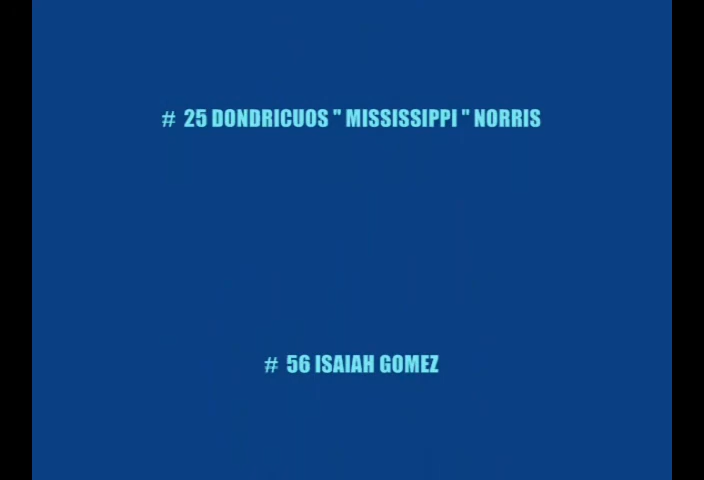 # 25 DONDRICUOS " MISSISSIPPI " NORRIS
# 56 ISAIAH GOMEZ